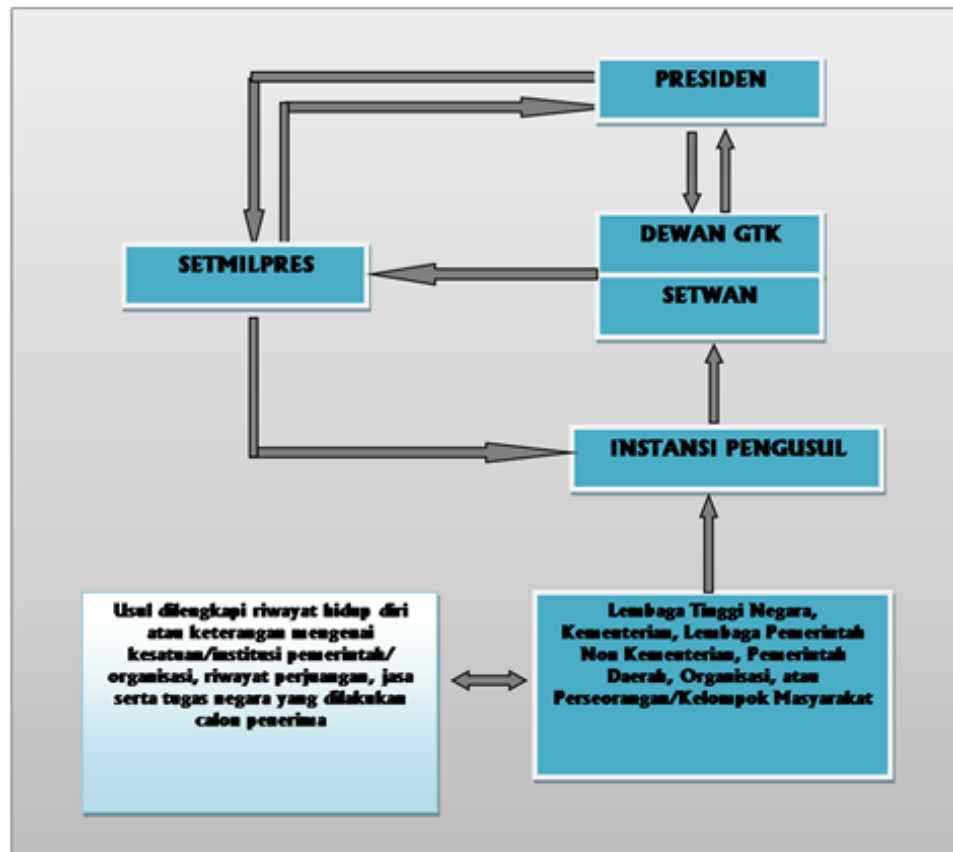 PRESIDEN
DEWAN GTK
SETMILPRES
SETWAN
INSTANSI PENGUSUL
Usul dilengkapi riwayat hidup diri
atau keterangan mengenai
kesatuan/institusi pemerintah/
organisasi, riwayat perjuangan, jasa
serta tugas negara yang dilakukan
calon penerima
Lembaga Tinggi Negara,
Kementerian, Lembaga Pemerintah
Non Kementerian, Pemerintah
Daerah, Organisasi, atau
Perseorangan/Kelompok Masyarakat